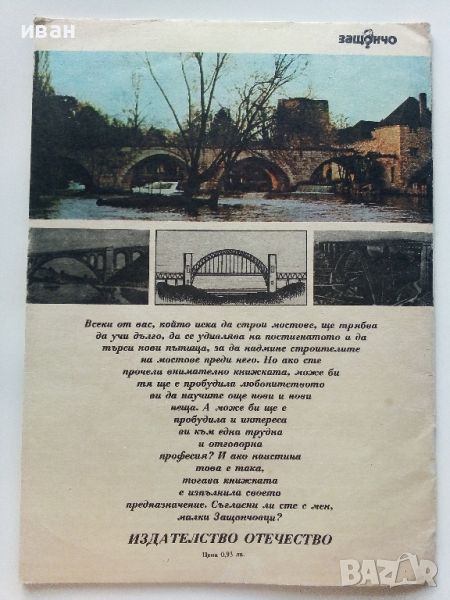 иван
защончо
Всеки от вас, който иска да строи мостове, ще трябва
да учи дълго, да се удивлява на постигнатото и да
търси нови пътища, за да надмине строителите
на мостове преди него. Но ако сте
прочели внимателно книжката, може би
тя ще е пробудила любопитството
ви да научите още нови и нови
неща. А може би ще е
пробудила и интереса
ви към една трудна
и отговорна
професия? И ако наистина
това е така,
тогава книжката
е изпълнила своето
предназначение. Съгласни ли сте с мен,
малки Защончовци?
ИЗДАТЕЛСТВО ОТЕЧЕСТВО
Цена 0,93 лв.
BAZAR